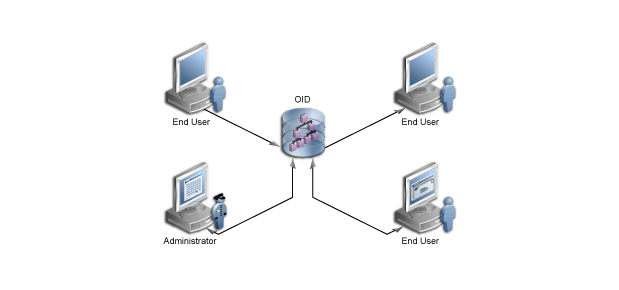 OID
End User
End User
Administrator
End User